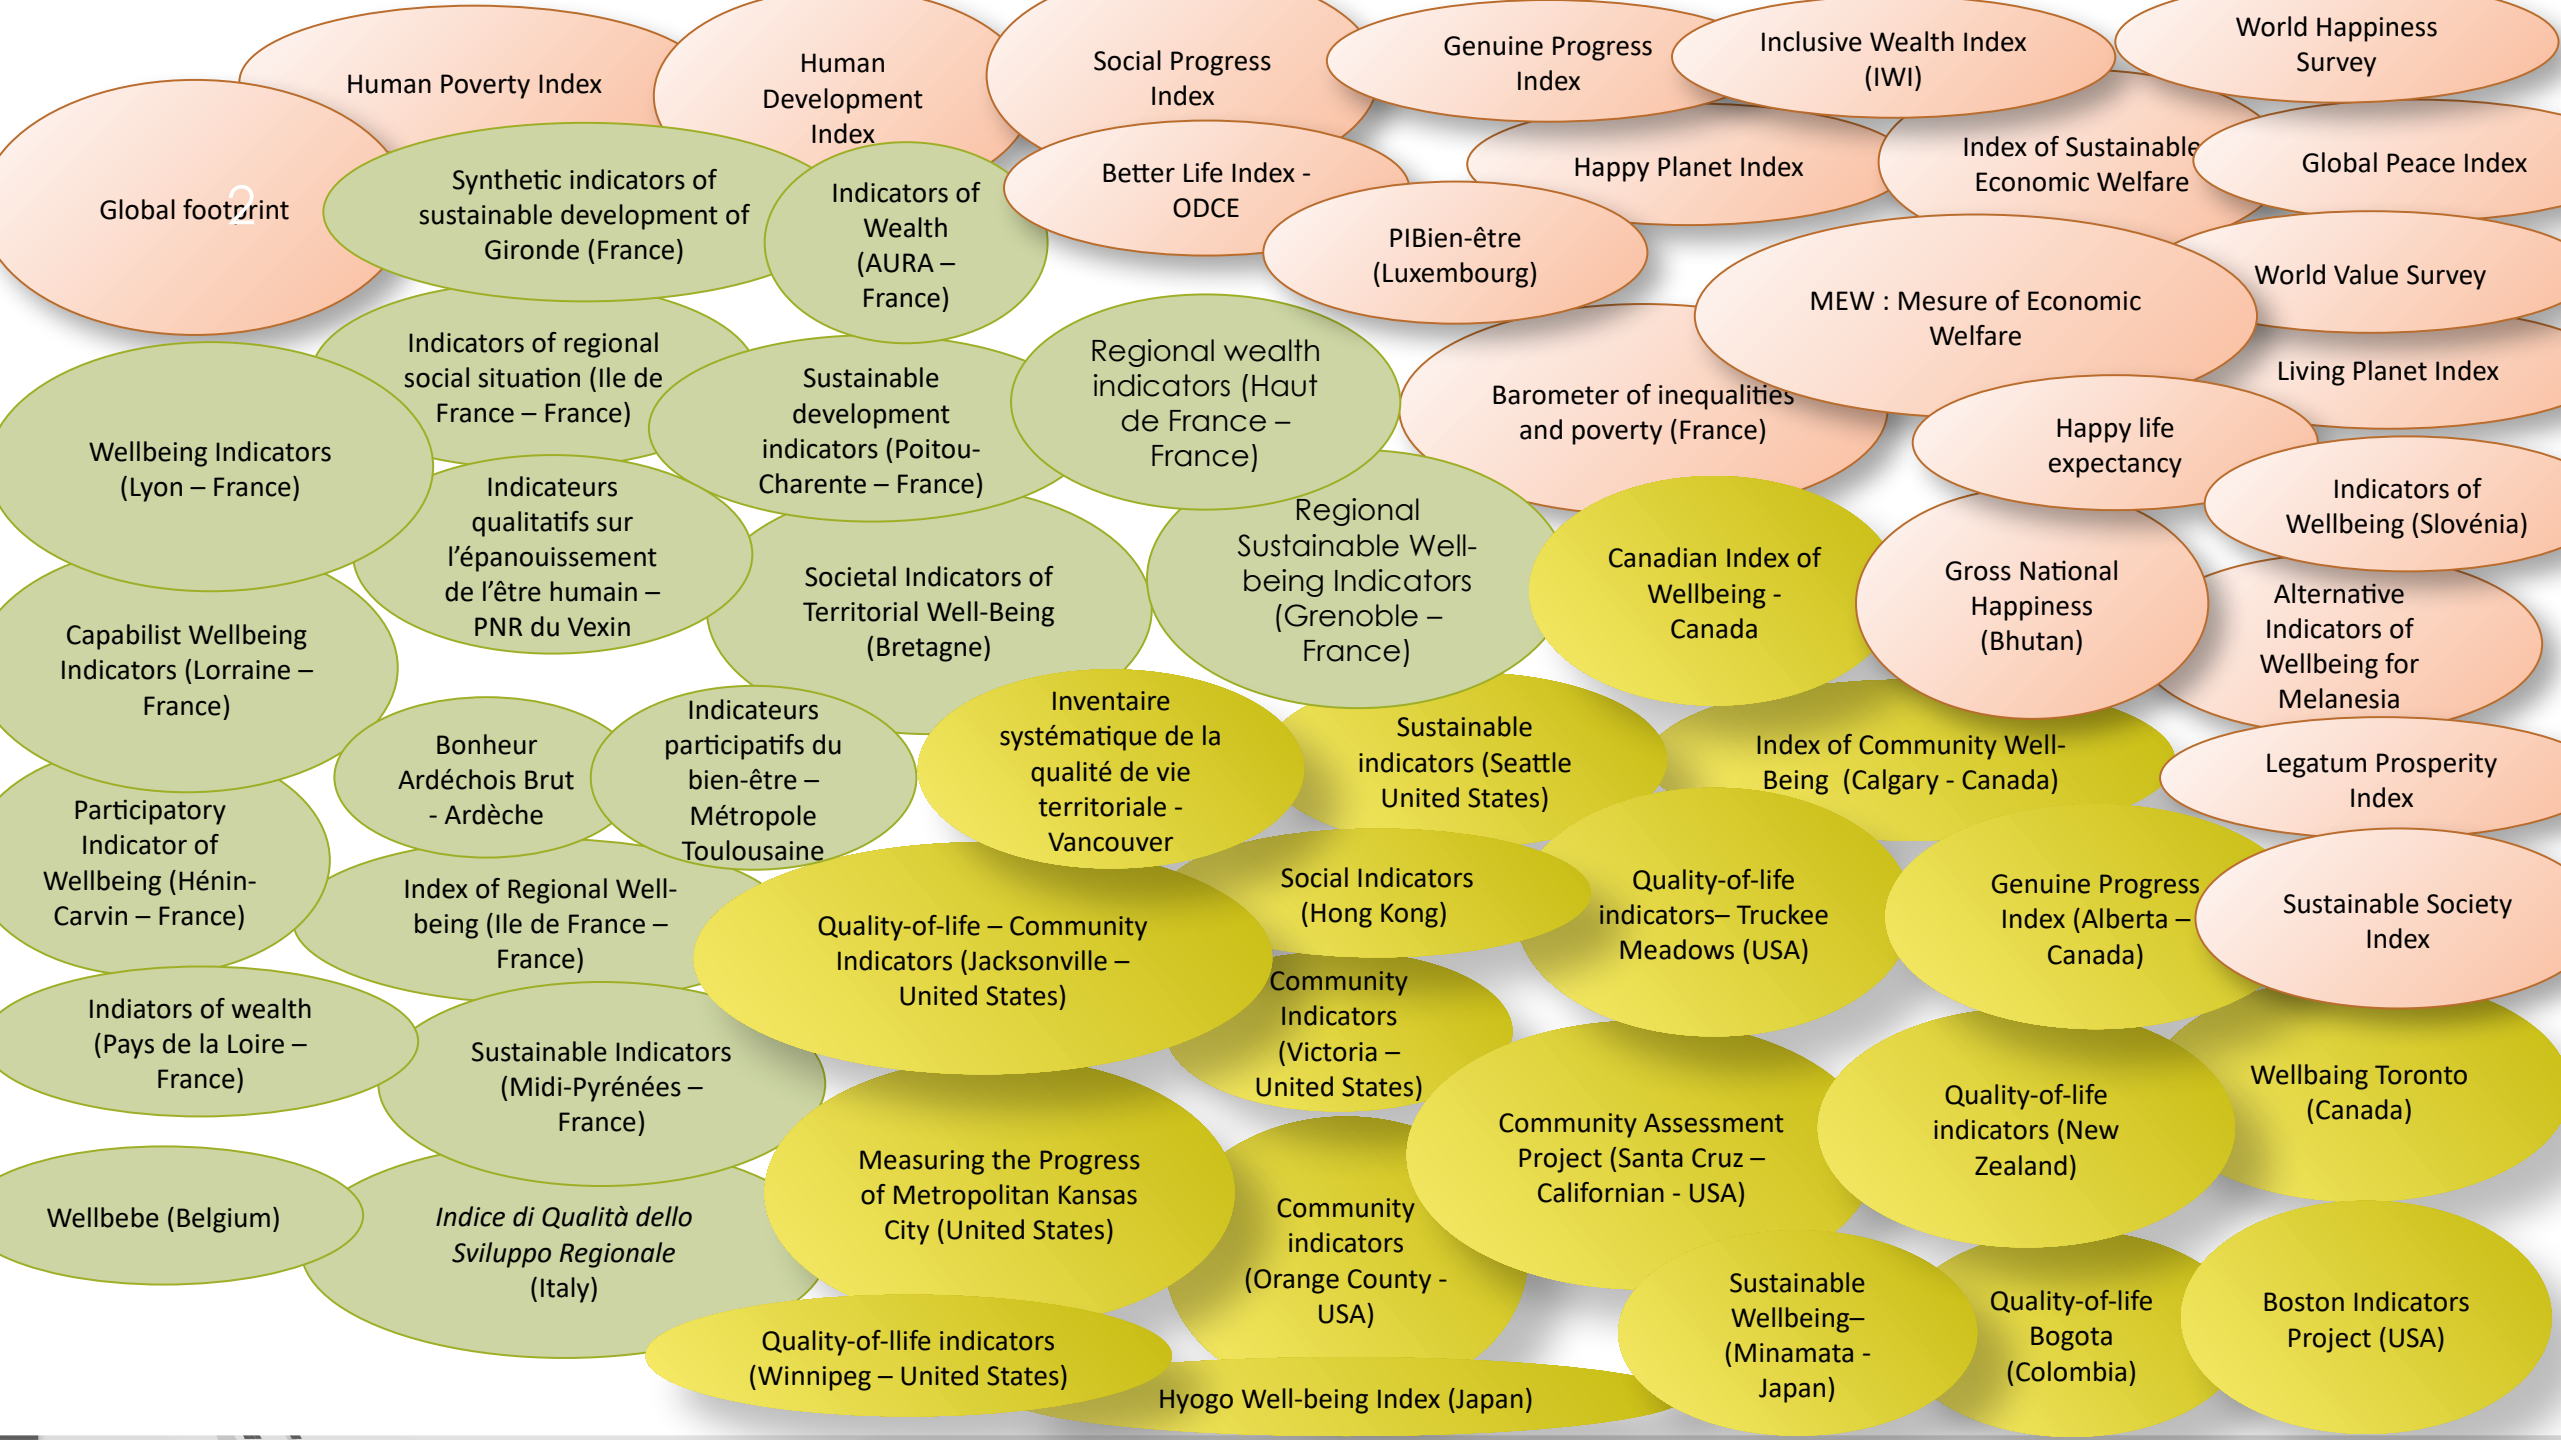 Human Poverty Index
Human
Development
Index
Social Progress
Index
Genuine Progress
Index
Inclusive Wealth Index
(IWI)
World Happiness
Survey
Global footprint
2
Synthetic indicators of
sustainable development of
Gironde (France)
Indicators of
Wealth
(AURA –
France)
Better Life Index -
ODCE
Happy Planet Index
Index of Sustainable
Economic Welfare
Global Peace Index
PIBien-être
(Luxembourg)
MEW : Mesure of Economic
Welfare
World Value Survey
Living Planet Index
Indicators of regional
social situation (Ile de
France – France)
Sustainable
development
indicators (Poitou-
Charente – France)
Regional wealth
indicators (Haut
de France –
France)
Barometer of inequalities
and poverty (France)
Happy life
expectancy
Indicators of
Wellbeing (Slovénia)
Wellbeing Indicators
(Lyon – France)
Indicateurs
qualitatifs sur
l’épanouissement
de l’être humain –
PNR du Vexin
Societal Indicators of
Territorial Well-Being
(Bretagne)
Regional
Sustainable Well-
being Indicators
(Grenoble –
France)
Canadian Index of
Wellbeing -
Canada
Gross National
Happiness
(Bhutan)
Alternative
Indicators of
Wellbeing for
Melanesia
Capabilist Wellbeing
Indicators (Lorraine –
France)
Bonheur
Ardéchois Brut
- Ardèche
Indicateurs
participatifs du
bien-être –
Métropole
Toulousaine
Inventaire
systématique de la
qualité de vie
territoriale -
Vancouver
Sustainable
indicators (Seattle
United States)
Index of Community Well-
Being  (Calgary - Canada)
Legatum Prosperity
Index
Participatory
Indicator of
Wellbeing (Hénin-
Carvin – France)
Index of Regional Well-
being (Ile de France –
France)
Quality-of-life – Community
Indicators (Jacksonville –
United States)
Social Indicators
(Hong Kong)
Quality-of-life
indicators– Truckee
Meadows (USA)
Genuine Progress
Index (Alberta –
Canada)
Sustainable Society
Index
Indiators of wealth
(Pays de la Loire –
France)
Sustainable Indicators
(Midi-Pyrénées –
France)
Community
Indicators
(Victoria –
United States)
Community Assessment
Project (Santa Cruz –
Californian - USA)
Quality-of-life
indicators (New
Zealand)
Wellbaing Toronto
(Canada)
Wellbebe (Belgium)
Indice di Qualità dello
Sviluppo Regionale
(Italy)
Measuring the Progress
of Metropolitan Kansas
City (United States)
Community
indicators
(Orange County -
USA)
Sustainable
Wellbeing–
(Minamata -
Japan)
Quality-of-life
Bogota
(Colombia)
Boston Indicators
Project (USA)
Quality-of-llife indicators
(Winnipeg – United States)
Hyogo Well-being Index (Japan)